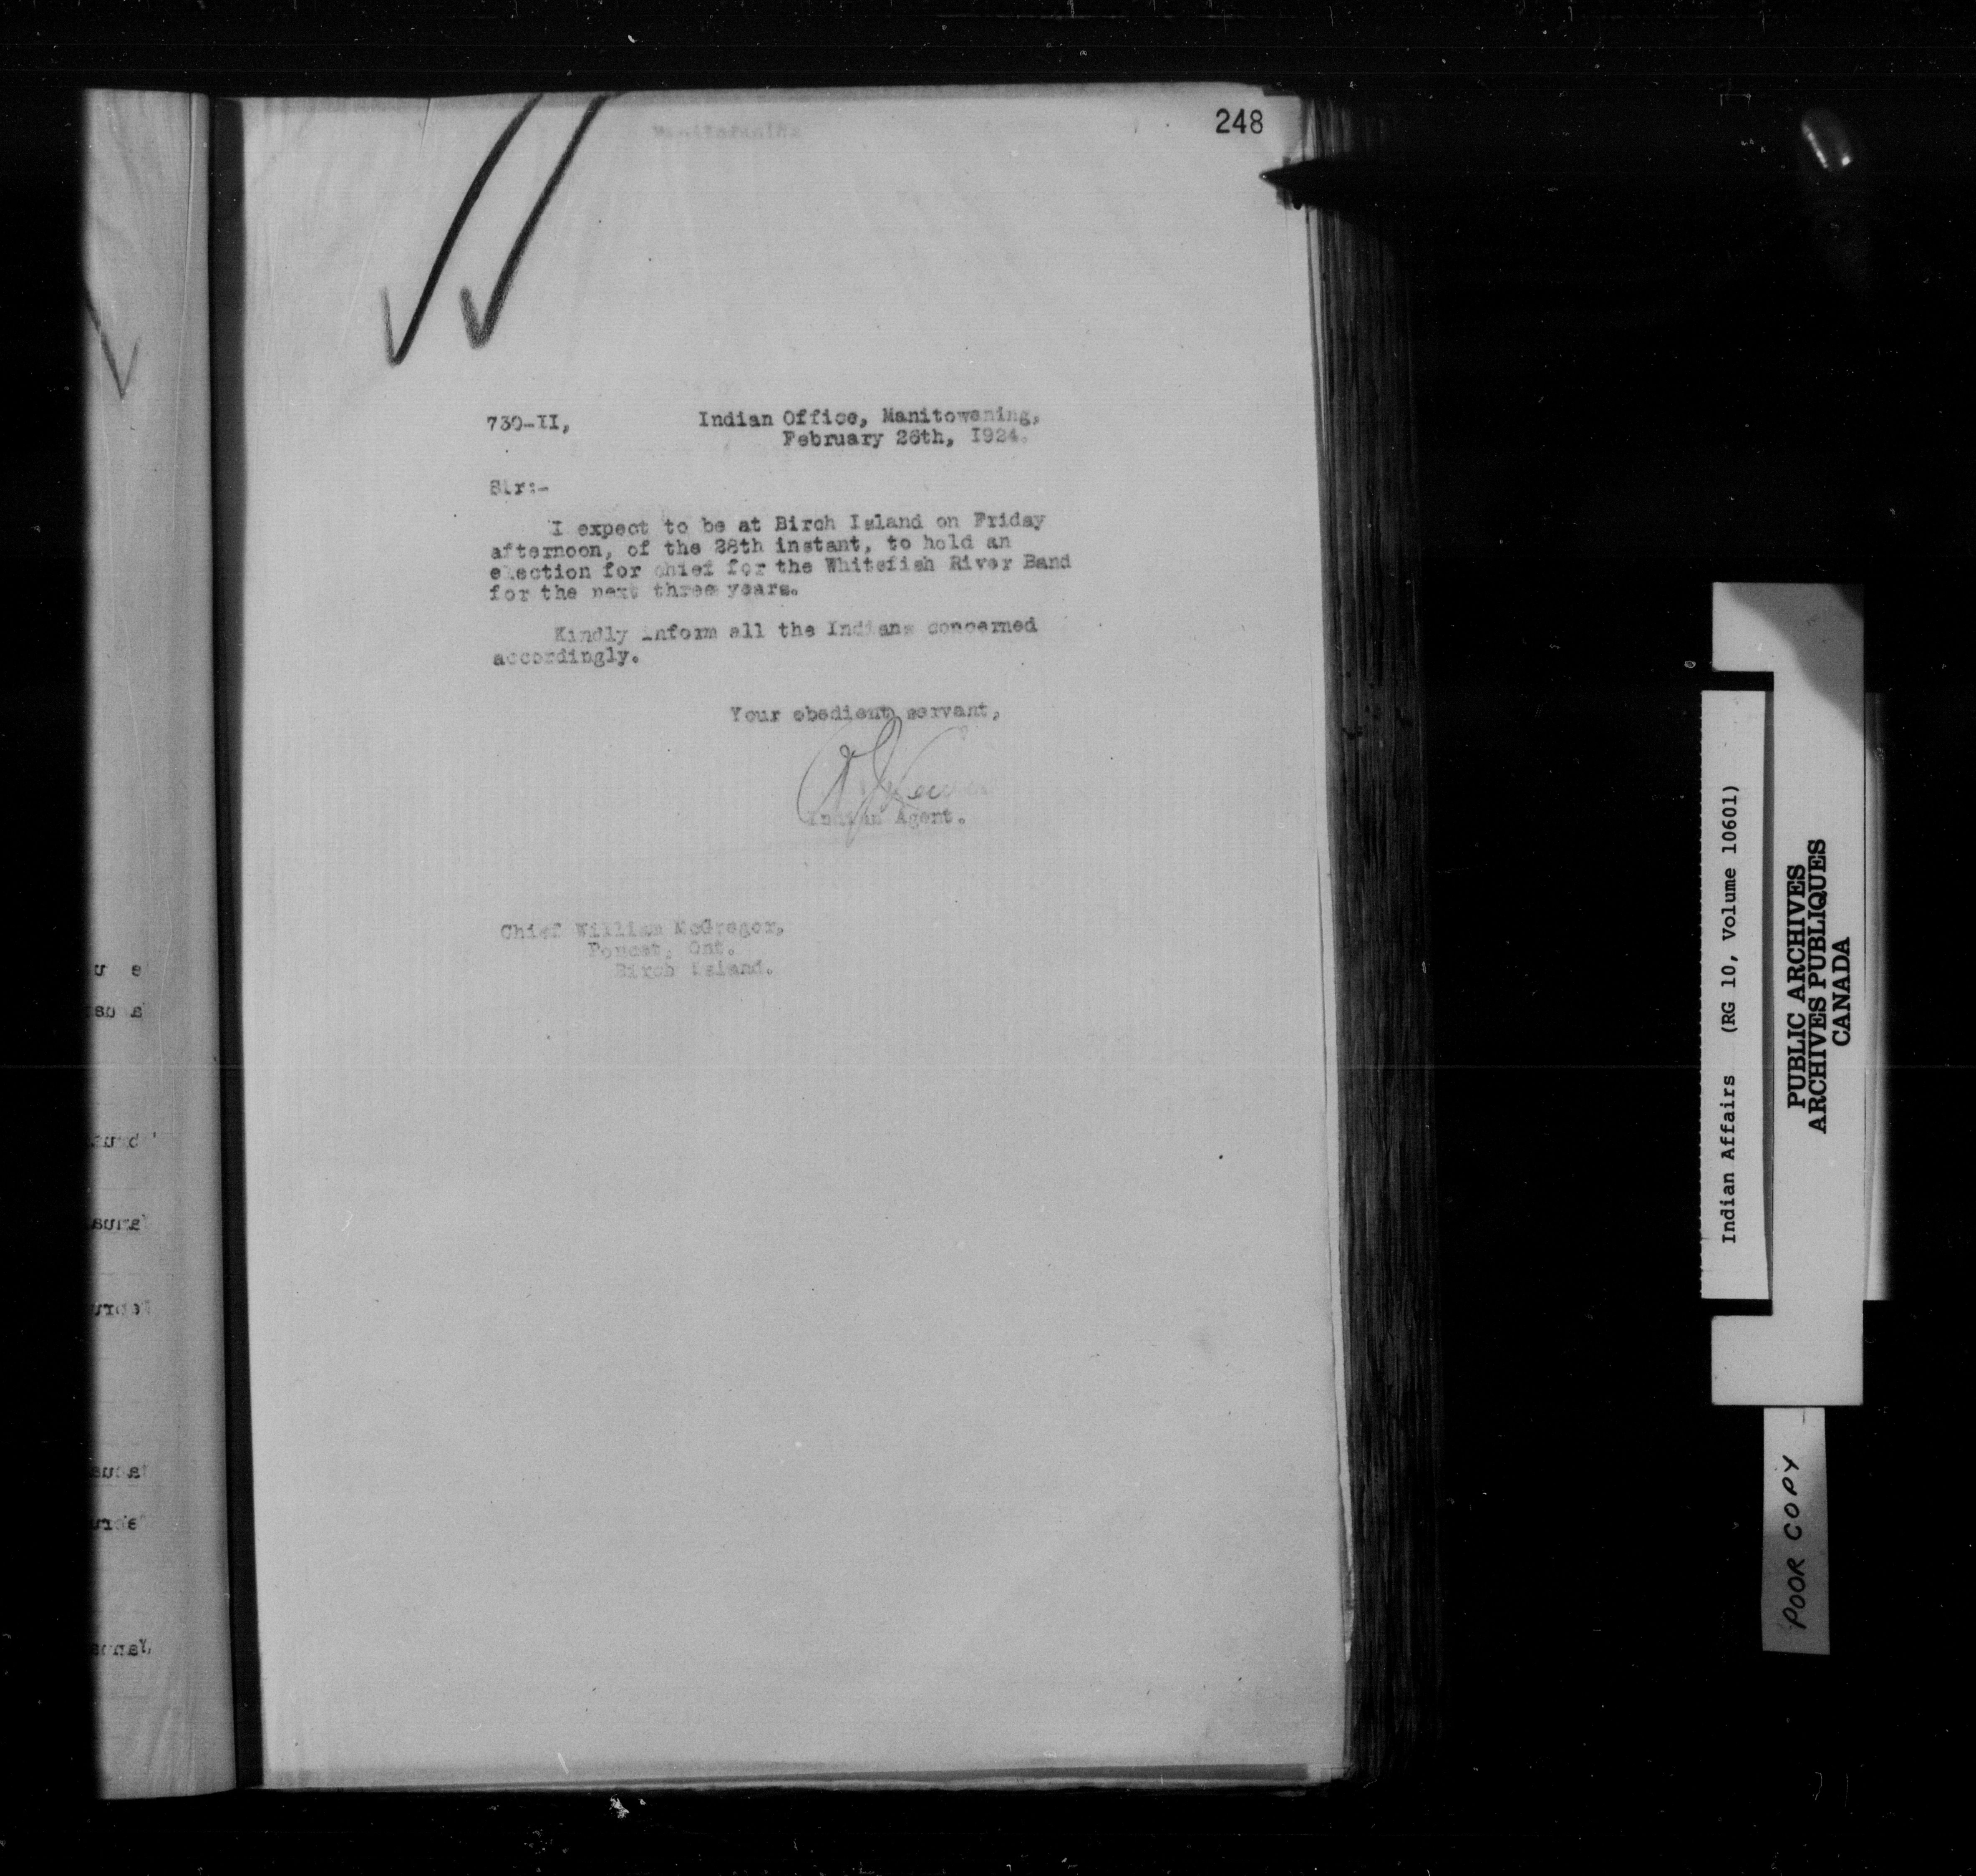 248
730-II,
Indian Office, Manitowaning,
February 26th, 1924.
Sir:-
I expect to be at Birch Island on Friday
afternoon, of the 28th instant, to hold an
election for chief for the Whitefish River Band
for the next three years.
Kindly inform all the Indians concerned
accordingly.
Your obedient servant,
Indian Agent.
Chief William McGregor,
Ont.
Birch Island.
Indian Affairs (RG 10, Volume 10601)
PUBLIC ARCHIVES
ARCHIVES PUBLIQUES
CANADA
POOR COPY